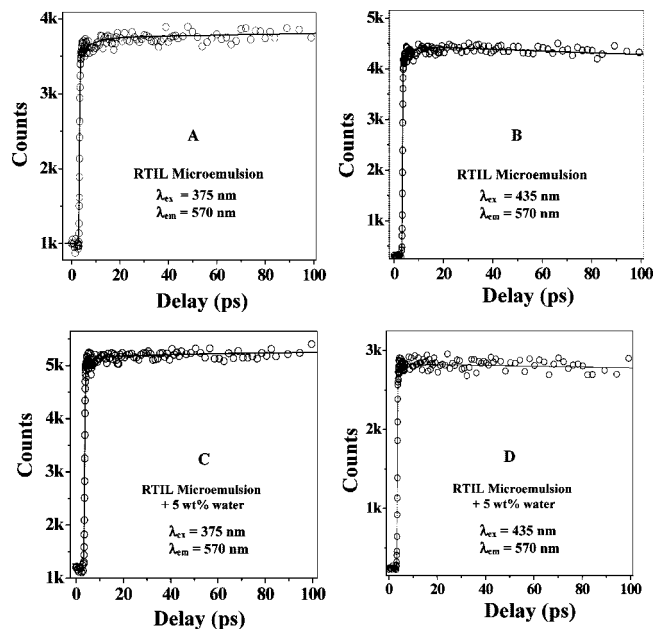 4k
3k
2k
1k
Counts
A
RTIL Microemulsion
λex = 375 nm
λem = 570 nm
0 20 40 60 80 100
Delay (ps)
5k
4k
3k
2k
1k
Counts
B
RTIL Microemulsion
λex = 435 nm
λem = 570 nm
0 20 40 60 80 100
Delay (ps)
5k
4k
3k
2k
1k
Counts
C
RTIL Microemulsion
+ 5 wt% water
λex = 375 nm
λem = 570 nm
0 20 40 60 80 100
Delay (ps)
3k
2k
1k
Counts
D
RTIL Microemulsion
+ 5 wt% water
λex = 435 nm
λem = 570 nm
0 20 40 60 80 100
Delay (ps)